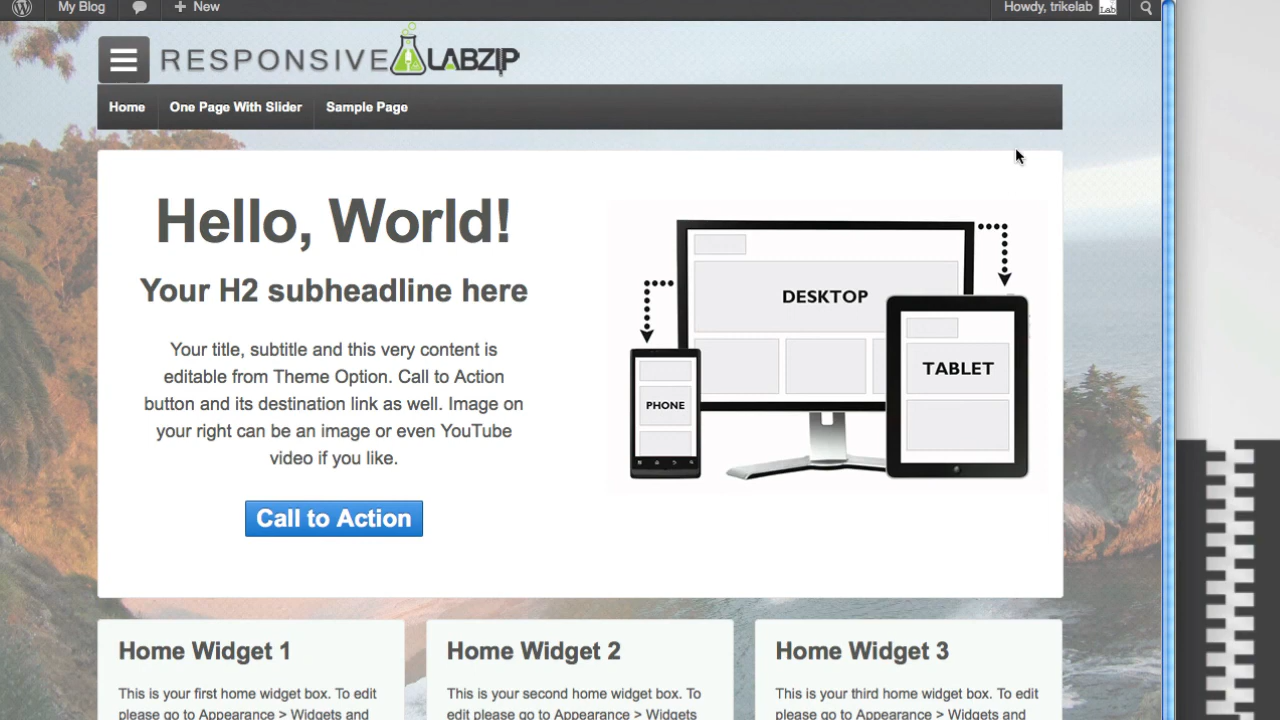 My Blog New Howdy, trikelab Lab
RESPONSIVE LABZIP
Home One Page With Slider Sample Page
Hello, World!
Your H2 subheadline here
Your title, subtitle and this very content is
editable from Theme Option. Call to Action
button and its destination link as well. Image on
your right can be an image or even YouTube
video if you like.
Call to Action
DESKTOP
TABLET
PHONE
Home Widget 1
This is your first home widget box. To edit
please go to Appearance > Widgets and
Home Widget 2
This is your second home widget box. To
edit please go to Appearance > Widgets
Home Widget 3
This is your third home widget box. To edit
please go to Appearance > Widgets and